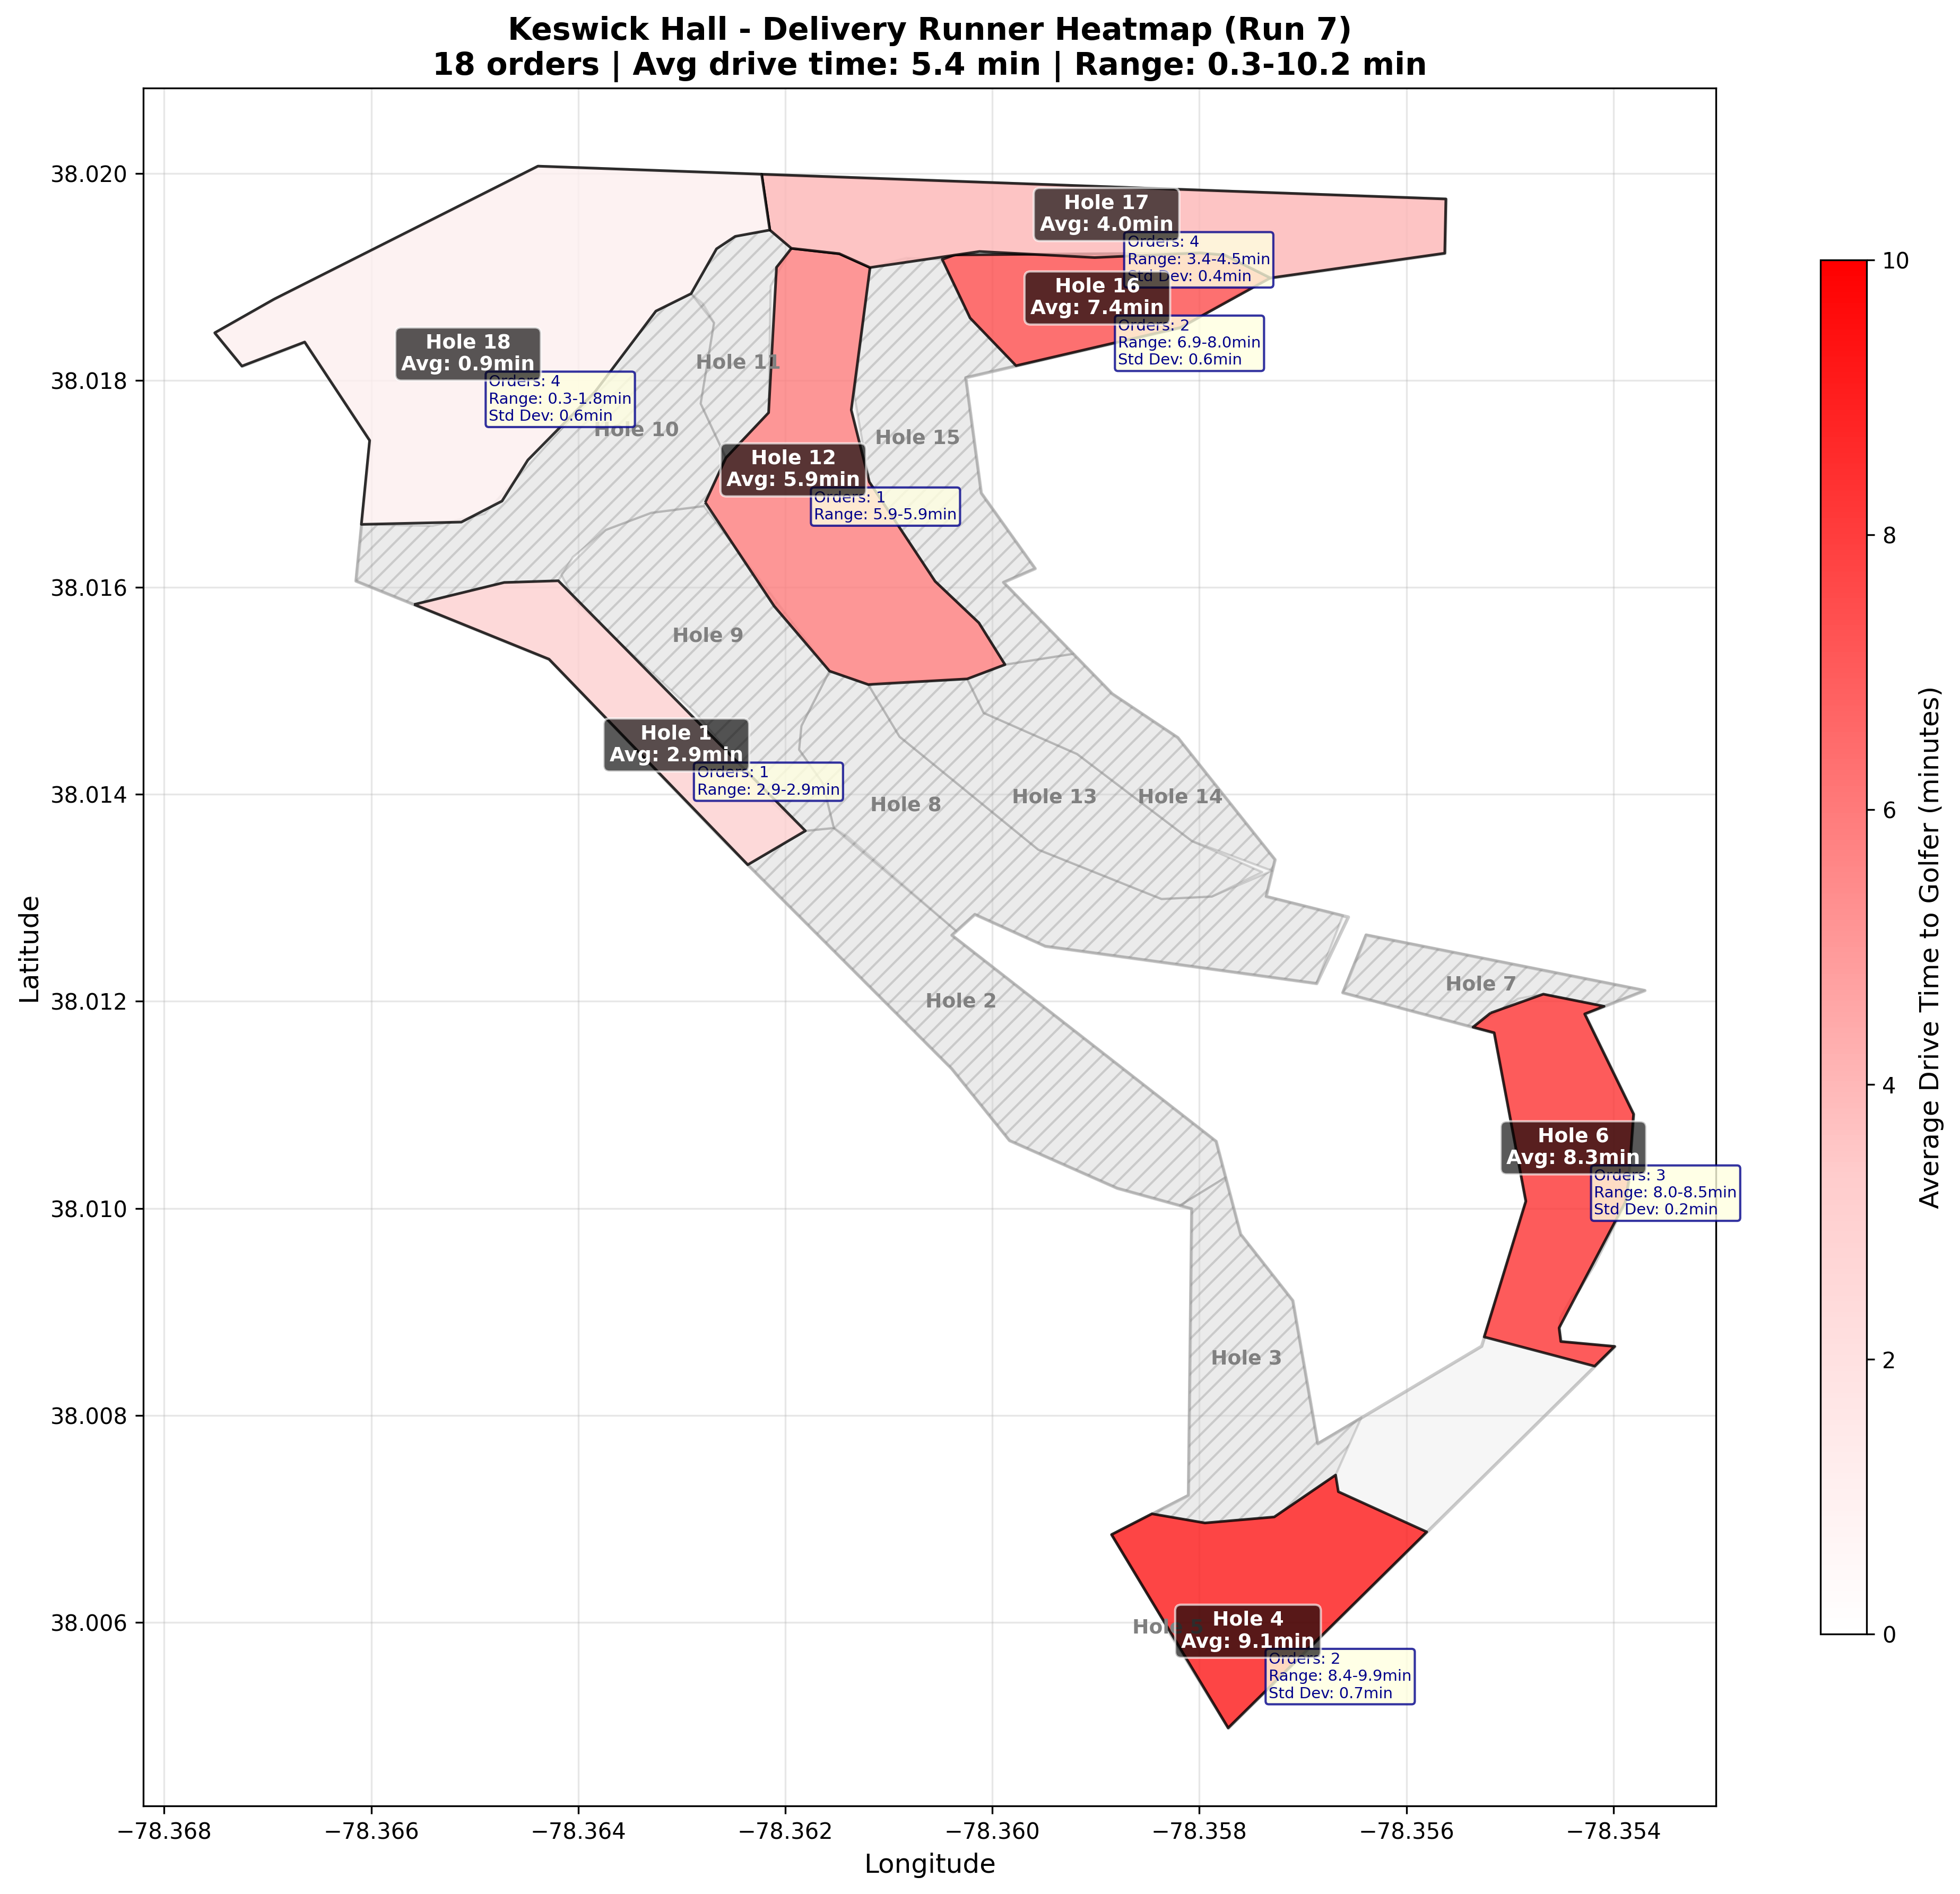 Keswick Hall - Delivery Runner Heatmap (Run 7)
18 orders | Avg drive time: 5.4 min | Range: 0.3-10.2 min
Hole 17
Avg: 4.0min
Orders: 4
Range: 3.4-4.5min
Std Dev: 0.4min
Hole 16
Avg: 7.4min
Orders: 2
Range: 6.9-8.0min
Std Dev: 0.6min
Hole 18
Avg: 0.9min
Orders: 4
Range: 0.3-1.8min
Std Dev: 0.6min
Hole 11
Hole 10
Hole 15
Hole 12
Avg: 5.9min
Orders: 1
Range: 5.9-5.9min
Hole 9
Hole 1
Avg: 2.9min
Orders: 1
Range: 2.9-2.9min
Hole 8
Hole 13
Hole 14
Hole 7
Hole 2
Hole 6
Avg: 8.3min
Orders: 3
Range: 8.0-8.5min
Std Dev: 0.2min
Hole 3
Hole 4
Avg: 9.1min
Orders: 2
Range: 8.4-9.9min
Std Dev: 0.7min
38.020
38.018
38.016
38.014
38.012
38.010
38.008
38.006
Latitude
−78.368
−78.366
−78.364
−78.362
−78.360
−78.358
−78.356
−78.354
Longitude
10
8
6
4
2
0
Average Drive Time to Golfer (minutes)